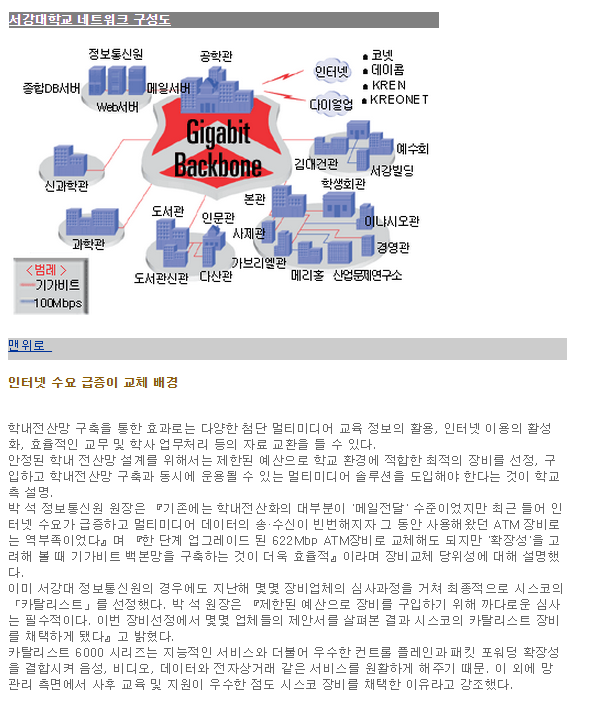 서강대학교 네트워크 구성도
정보통신원
공학관
종합DB서버
메일서버
Web서버
인터넷
다이얼업
코넷
데이콤
KREN
KREONET
Gigabit
Backbone
신과학관
과학관
김대건관
예수회
서강빌딩
학생회관
도서관
인문관
도서관신관
다산관
본관
사제관
가브리엘관
이냐시오관
경영관
메리홀
산업문제연구소
<범례>
기가비트
100Mbps
맨위로
인터넷 수요 급증이 교체 배경
학내전산망 구축을 통한 효과로는 다양한 첨단 멀티미디어 교육 정보의 활용, 인터넷 이용의 활성
화, 효율적인 교무 및 학사 업무처리 등의 자료 교환을 들 수 있다.
안정된 학내 전산망 설계를 위해서는 제한된 예산으로 학교 환경에 적합한 최적의 장비를 선정, 구
입하고 학내전산망 구축과 동시에 운용될 수 있는 멀티미디어 솔루션을 도입해야 한다는 것이 학교
측 설명.
박 석 정보통신원 원장은 『기존에는 학내전산화의 대부분이 '메일전달' 수준이었지만 최근 들어 인
터넷 수요가 급증하고 멀티미디어 데이터의 송·수신이 빈번해지자 그 동안 사용해왔던 ATM 장비로
는 역부족이었다』며 『한 단계 업그레이드 된 622Mbp ATM장비로 교체해도 되지만 '확장성'을 고
려해 볼 때 기가비트 백본망을 구축하는 것이 더욱 효율적』이라며 장비교체 당위성에 대해 설명했
다.
이미 서강대 정보통신원의 경우에도 지난해 몇몇 장비업체의 심사과정을 거쳐 최종적으로 시스코의
「카탈리스트」를 선정했다. 박 석 원장은 『제한된 예산으로 장비를 구입하기 위해 까다로운 심사
는 필수적이다. 이번 장비선정에서 몇몇 업체들의 제안서를 살펴본 결과 시스코의 카탈리스트 장비
를 채택하게 됐다』고 밝혔다.
카탈리스트 6000 시리즈는 지능적인 서비스와 더불어 우수한 컨트롤 플레인과 패킷 포워딩 확장성
을 결합시켜 음성, 비디오, 데이터와 전자상거래 같은 서비스를 원활하게 해주기 때문. 이 외에 망
관리 측면에서 사후 교육 및 지원이 우수한 점도 시스코 장비를 채택한 이유라고 강조했다.